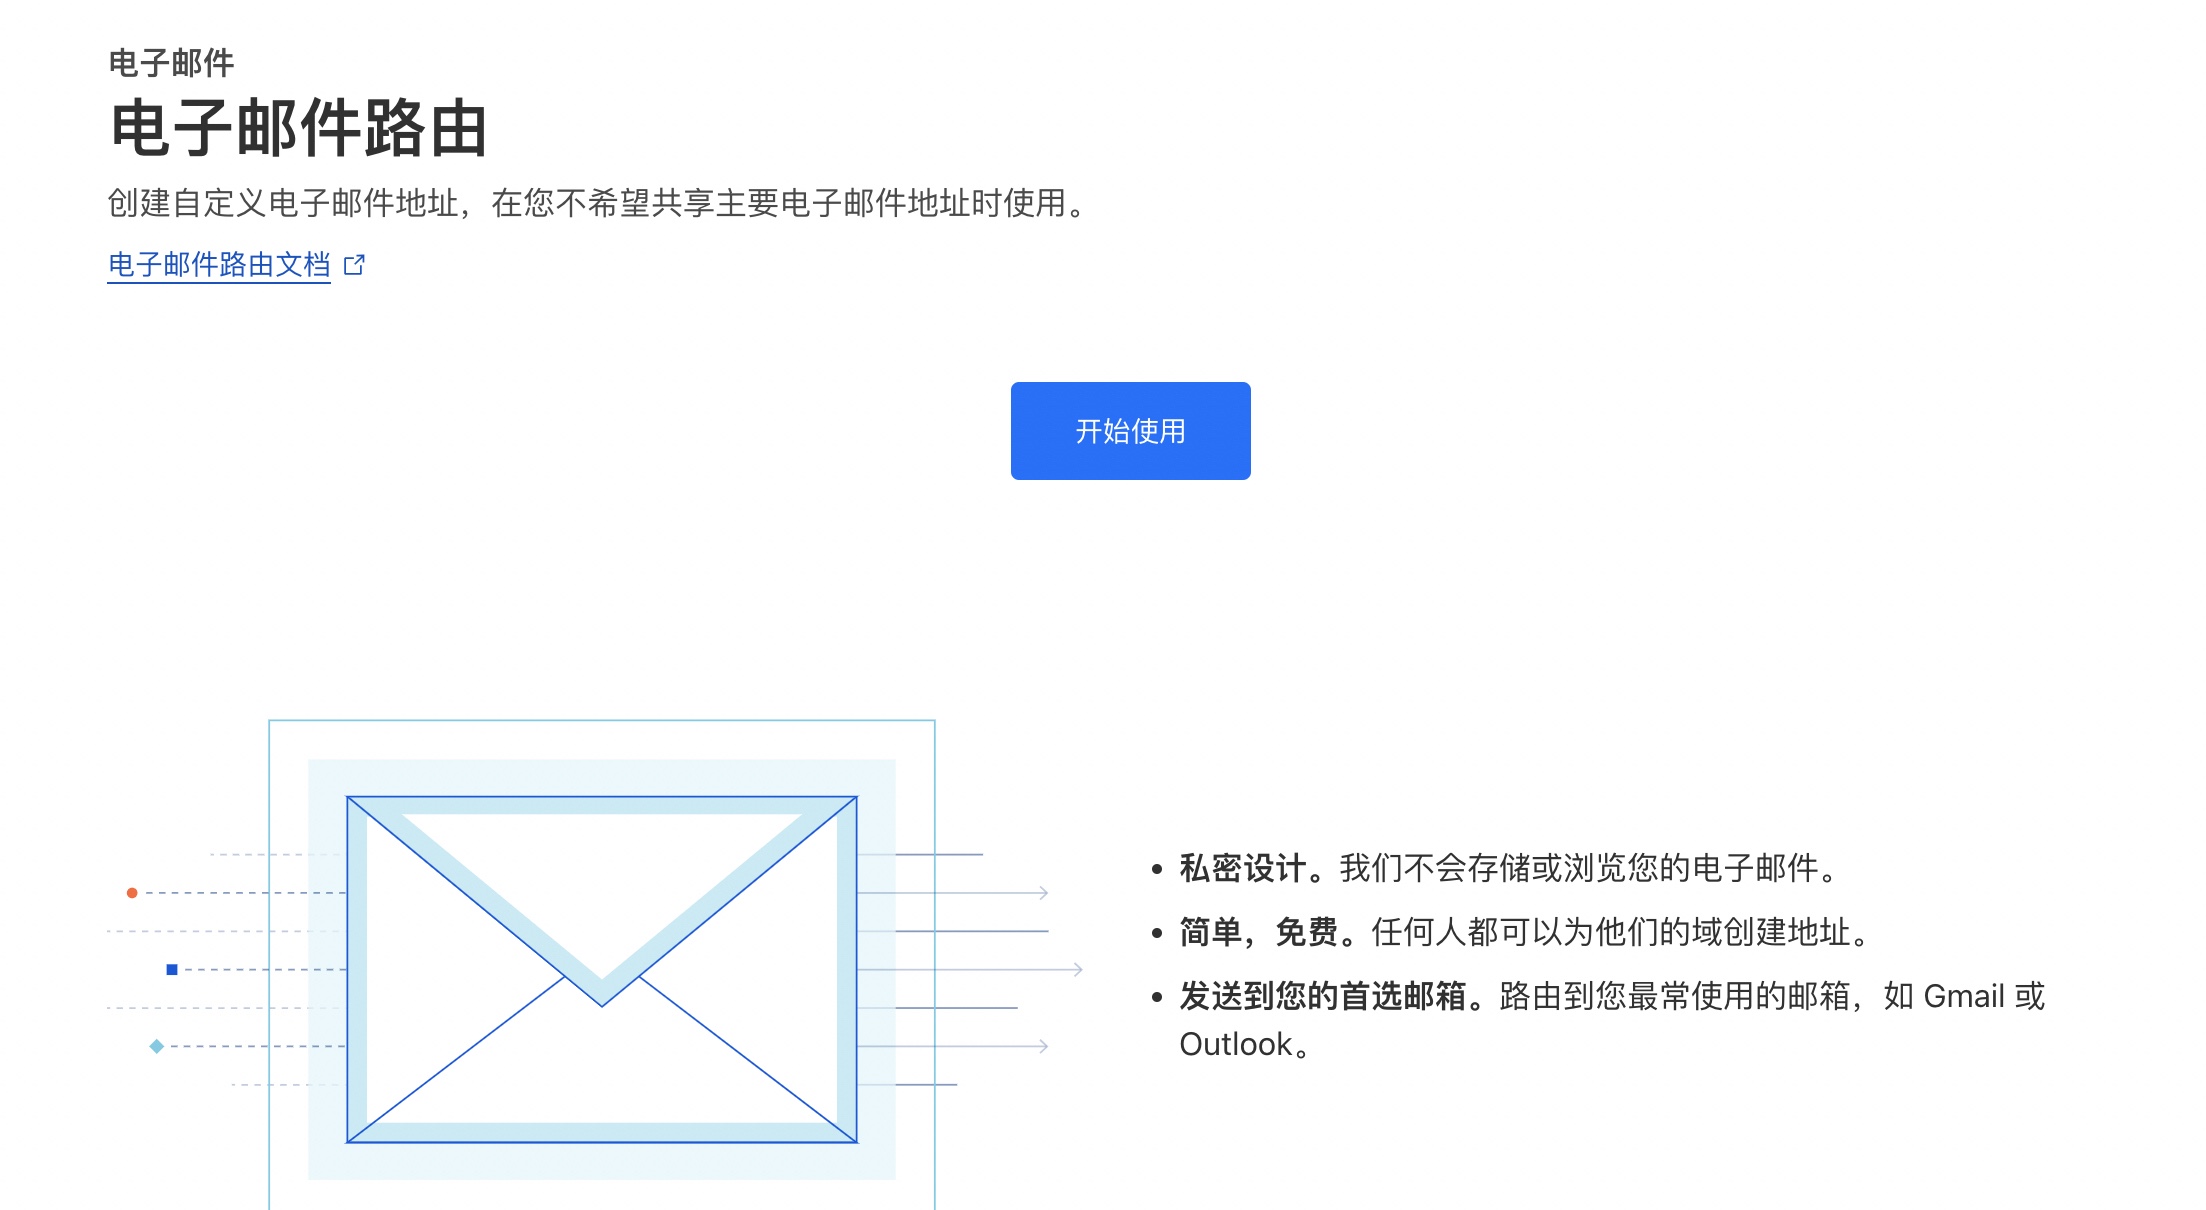 电子邮件
电子邮件路由
创建自定义电子邮件地址，在您不希望共享主要电子邮件地址时使用。
电子邮件路由文档
开始使用
私密设计。我们不会存储或浏览您的电子邮件。
简单，免费。任何人都可以为他们的域创建地址。
发送到您的首选邮箱。路由到您最常使用的邮箱，如 Gmail 或
Outlook。